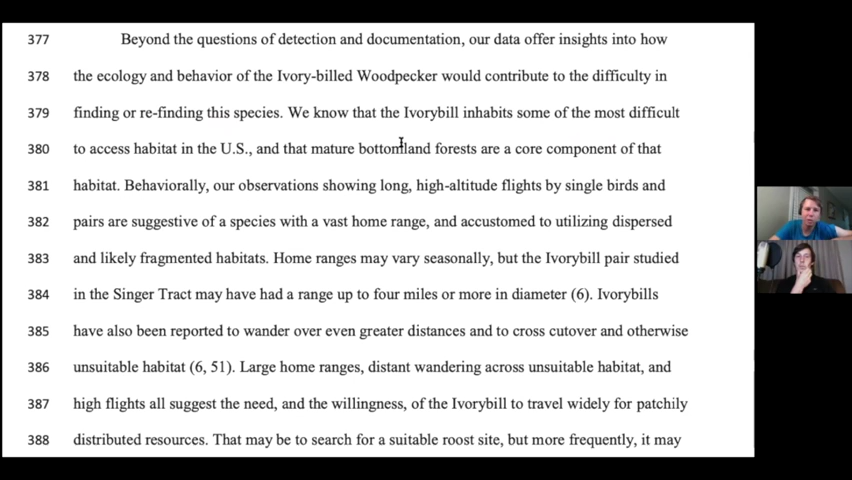 377 Beyond the questions of detection and documentation, our data offer insights into how
378 the ecology and behavior of the Ivory-billed Woodpecker would contribute to the difficulty in
379 finding or re-finding this species. We know that the Ivorybill inhabits some of the most difficult
380 to access habitat in the U.S., and that mature bottomland forests are a core component of that
381 habitat. Behaviorally, our observations showing long, high-altitude flights by single birds and
382 pairs are suggestive of a species with a vast home range, and accustomed to utilizing dispersed
383 and likely fragmented habitats. Home ranges may vary seasonally, but the Ivorybill pair studied
384 in the Singer Tract may have had a range up to four miles or more in diameter (6). Ivorybills
385 have also been reported to wander over even greater distances and to cross cutover and otherwise
386 unsuitable habitat (6, 51). Large home ranges, distant wandering across unsuitable habitat, and
387 high flights all suggest the need, and the willingness, of the Ivorybill to travel widely for patchily
388 distributed resources. That may be to search for a suitable roost site, but more frequently, it may